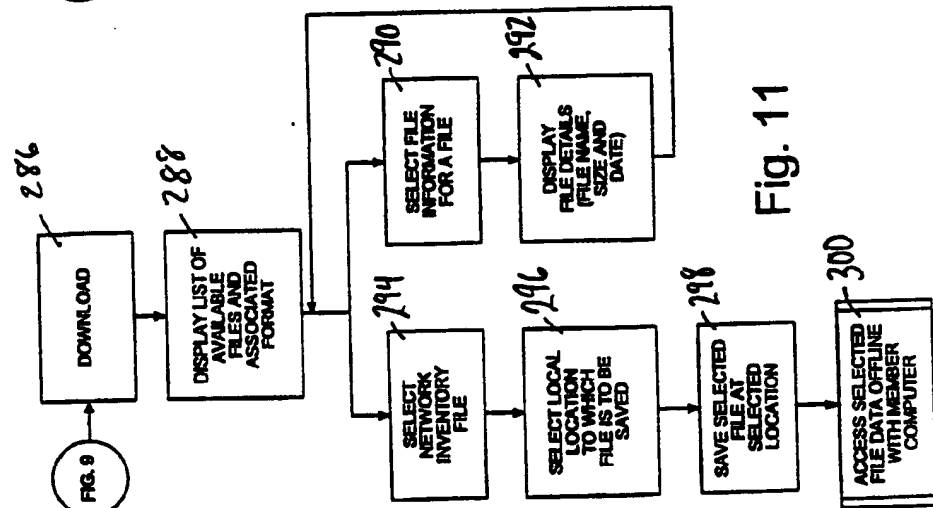 FIG. 9
286
DOWNLOAD
288
DISPLAY LIST OF
AVAILABLE
FILES AND
ASSOCIATED
FORMAT
290
SELECT FILE
INFORMATION
FOR A FILE
292
DISPLAY
FILE DETAILS
(FILE NAME,
SIZE AND
DATE)
294
SELECT
NETWORK
INVENTORY
FILE
296
SELECT LOCAL
LOCATION
TO WHICH
FILE IS TO BE
SAVED
298
SAVE SELECTED
FILE AT
SELECTED
LOCATION
300
ACCESS SELECTED
FILE DATA OFFLINE
WITH MEMBER
COMPUTER
Fig. 11